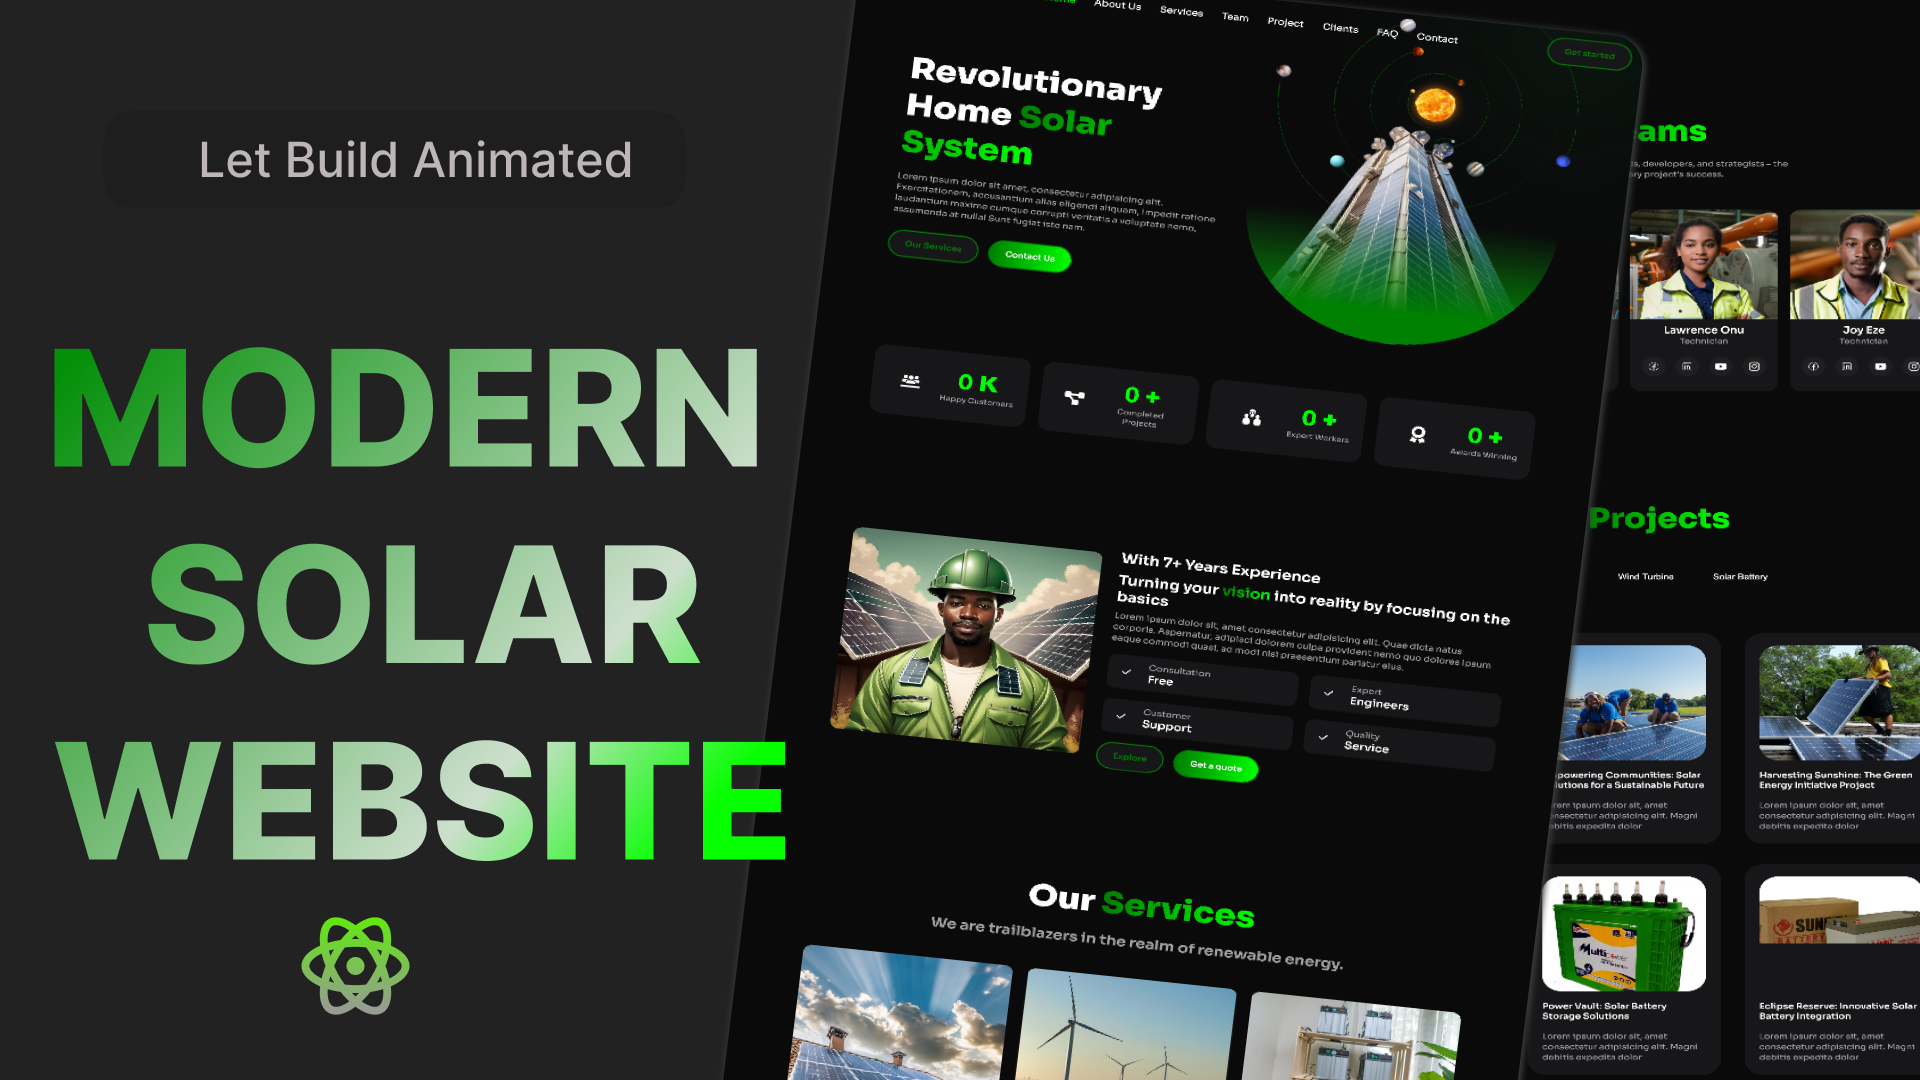 Let Build Animated
MODERN
SOLAR
WEBSITE
Home
About Us
Services
Team
Project
Clients
FAQ
Contact
Get started
Revolutionary
Home Solar
System
Lorem ipsum dolor sit amet, consectetur adipisicing elit.
Exercitationem, accusantium alias eligendi aliquam, impedit ratione
laudantium maxime cumque corrupti veritatis a voluptate nemo,
assumenda at nulla! Sunt fugiat iste nam.
Our Services
Contact Us
0 K
Happy Customers
0 +
Completed
Projects
0 +
Expert Workers
0 +
Awards Winning
With 7+ Years Experience
Turning your vision into reality by focusing on the
basics
Lorem ipsum dolor sit, amet consectetur adipisicing elit. Quae dicta natus
corporis. Aspernatur, adipisci dolorem culpa provident nemo quo dolores ipsum
eaque commodi quasi, ad modi nisi praesentium pariatur eius.
Consultation
Free
Expert
Engineers
Customer
Support
Quality
Service
Explore
Get a quote
Our Services
We are trailblazers in the realm of renewable energy.
ams
s, developers, and strategists – the
ry project's success.
Lawrence Onu
Technician
Joy Eze
Technician
Projects
Wind Turbine
Solar Battery
powering Communities: Solar
lutions for a Sustainable Future
rem ipsum dolor sit, amet
nsectetur adipisicing elit. Magni
debitis expedita dolor
Harvesting Sunshine: The Green
Energy Initiative Project
Lorem ipsum dolor sit, amet
consectetur adipisicing elit. Magni
debitis expedita dolor
Multi
SUN
BATTERY
Power Vault: Solar Battery
Storage Solutions
Lorem ipsum dolor sit, amet
consectetur adipisicing elit. Magni
debitis expedita dolor
Eclipse Reserve: Innovative Solar
Battery Integration
Lorem ipsum dolor sit, amet
consectetur adipisicing elit. Magni
debitis expedita dolor